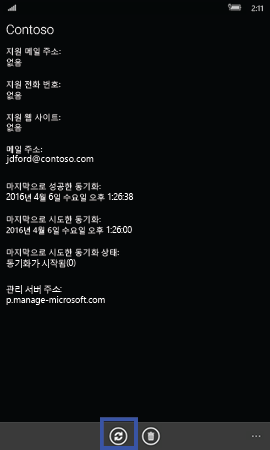 2:11
Contoso
지원 메일 주소:
없음
지원 전화 번호:
없음
지원 웹 사이트:
없음
메일 주소:
jdford@contoso.com
마지막으로 성공한 동기화:
2016년 4월 6일 수요일 오후 1:26:38
마지막으로 시도한 동기화:
2016년 4월 6일 수요일 오후 1:26:00
마지막으로 시도한 동기화 상태:
동기화가 시작됨(0)
관리 서버 주소:
p.manage-microsoft.com